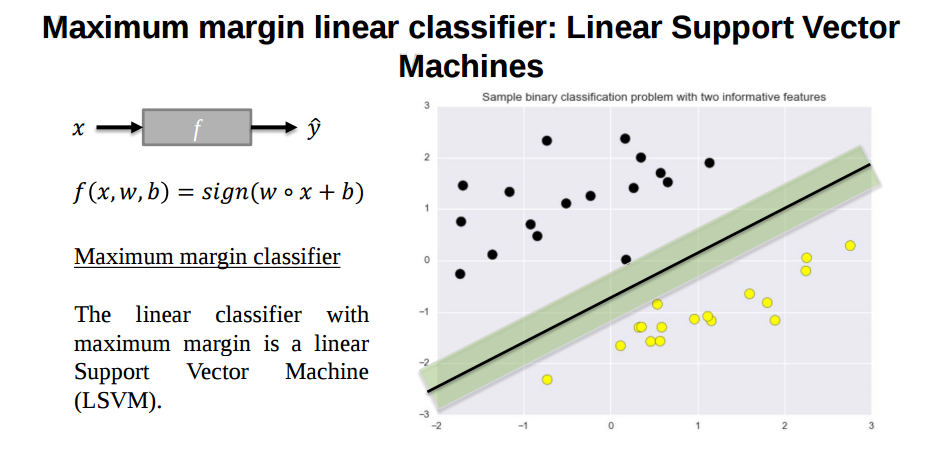 Maximum margin linear classifier: Linear Support Vector
Machines
x f ŷ
f(x,w,b) = sign(w ∘ x + b)
Maximum margin classifier
The linear classifier with
maximum margin is a linear
Support Vector Machine
(LSVM).
Sample binary classification problem with two informative features
3
2
1
0
−1
−2
−3
−2 −1 0 1 2 3